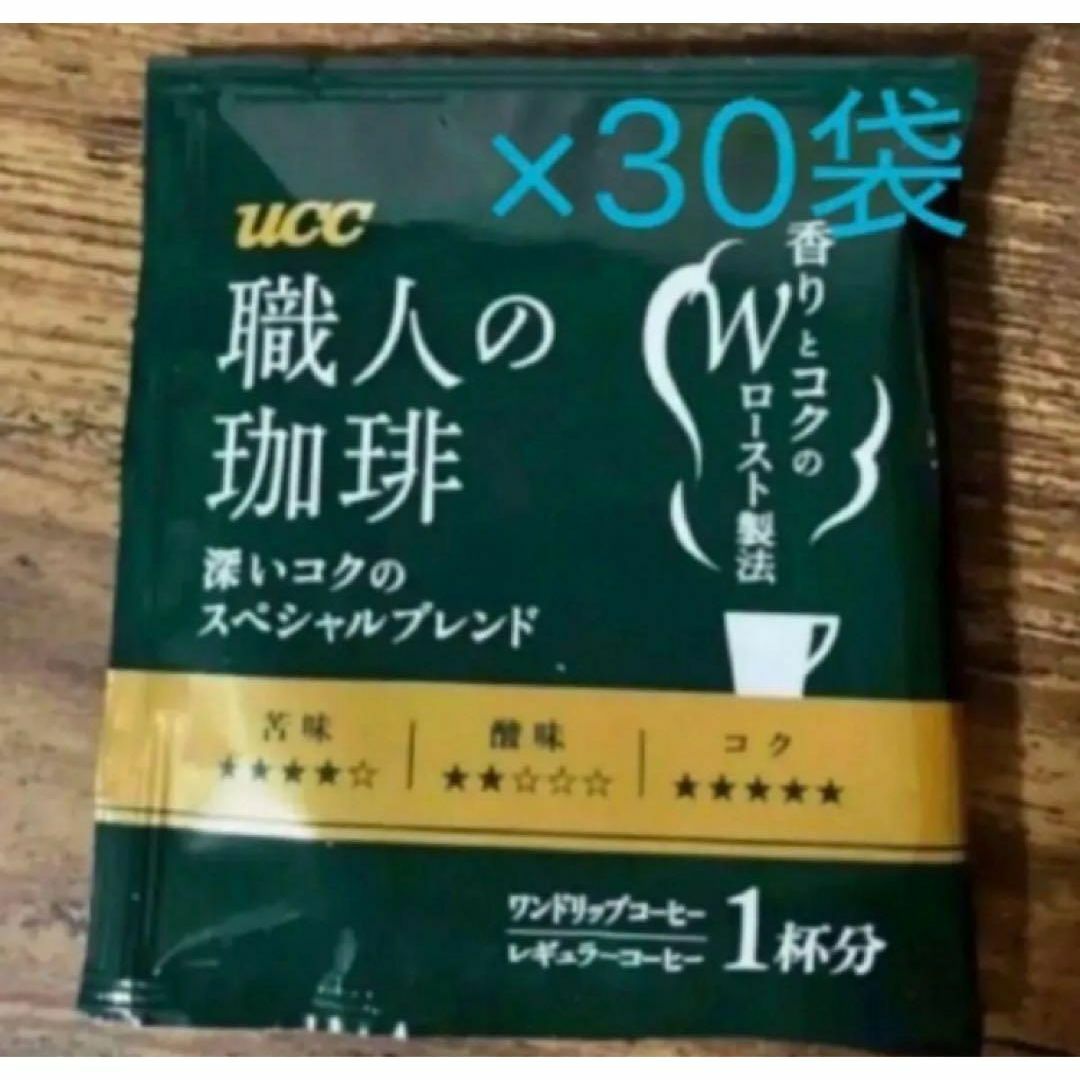 ×30袋
ucc
職人の
珈琲
深いコクの
スペシャルブレンド
香りとコクの
Wロースト製法
苦味
★★★★☆
酸味
★★☆☆☆
コク
★★★★★
ワンドリップコーヒー
レギュラーコーヒー
1杯分